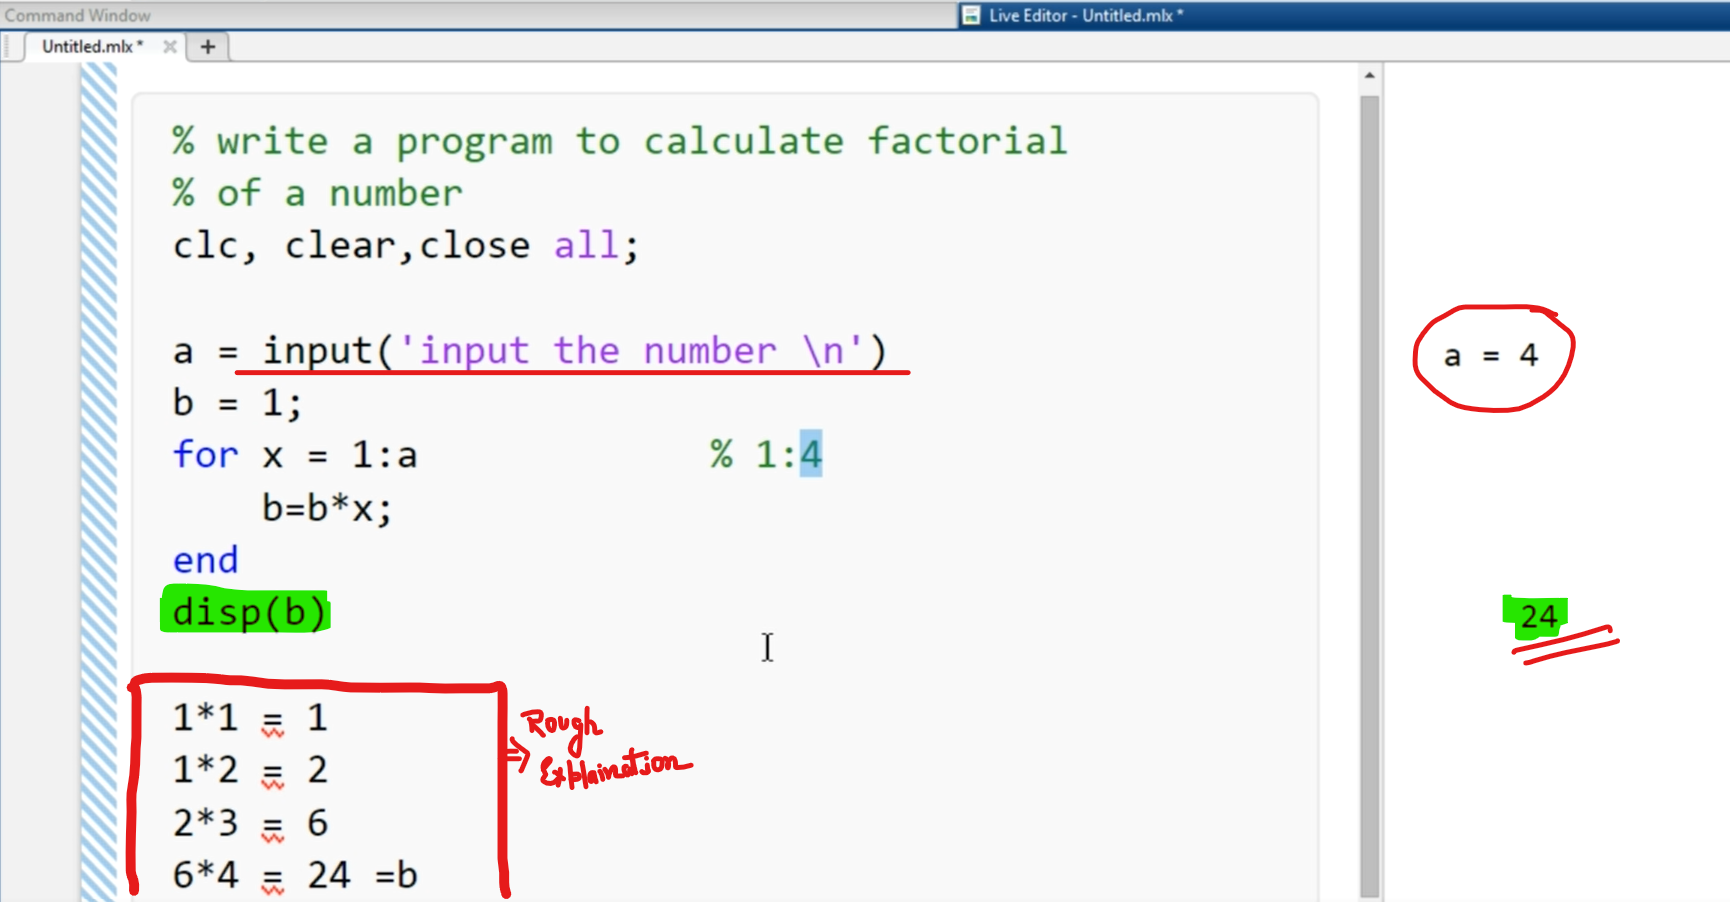 Command Window
Live Editor - Untitled.mlx *
Untitled.mlx * × +
% write a program to calculate factorial
% of a number
clc, clear,close all;
a = input('input the number \n')
a = 4
b = 1;
for x = 1:a % 1:4
b=b*x;
end
disp(b)
24
1*1 = 1
1*2 = 2
2*3 = 6
6*4 = 24 =b
⇒ Rough
Explaination